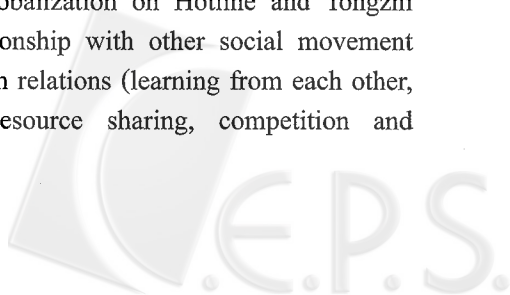 obalization on Hotline and Tongzhi
onship with other social movement
n relations (learning from each other,
esource sharing, competition and
C.E.P.S.